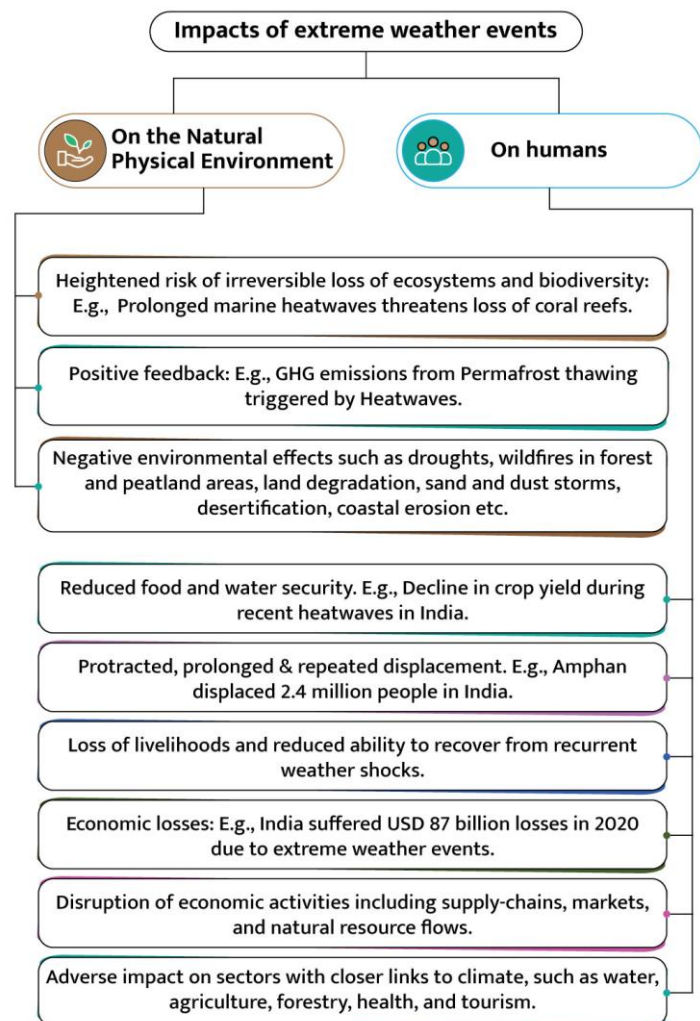 Impacts of extreme weather events
On the Natural
Physical Environment
On humans
Heightened risk of irreversible loss of ecosystems and biodiversity:
E.g., Prolonged marine heatwaves threatens loss of coral reefs.
Positive feedback: E.g., GHG emissions from Permafrost thawing
triggered by Heatwaves.
Negative environmental effects such as droughts, wildfires in forest
and peatland areas, land degradation, sand and dust storms,
desertification, coastal erosion etc.
Reduced food and water security. E.g., Decline in crop yield during
recent heatwaves in India.
Protracted, prolonged & repeated displacement. E.g., Amphan
displaced 2.4 million people in India.
Loss of livelihoods and reduced ability to recover from recurrent
weather shocks.
Economic losses: E.g., India suffered USD 87 billion losses in 2020
due to extreme weather events.
Disruption of economic activities including supply-chains, markets,
and natural resource flows.
Adverse impact on sectors with closer links to climate, such as water,
agriculture, forestry, health, and tourism.